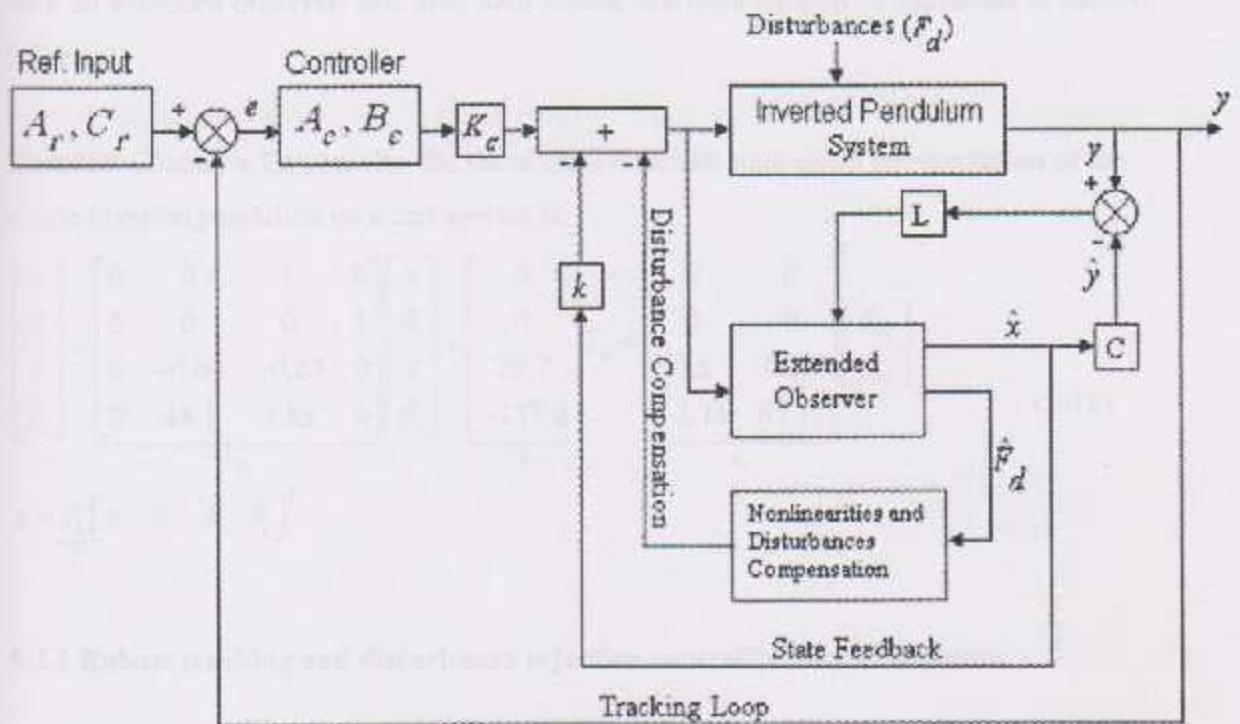 Disturbances (F_d)
Ref. Input
Controller
A_r, C_r
+
e
A_c, B_c
K_c
+
Inverted Pendulum
System
y
y
+
L
-
ŷ
Disturbance Compensation
k
x̂
C
Extended
Observer
F̂_d
Nonlinearities and
Disturbances
Compensation
State Feedback
Tracking Loop